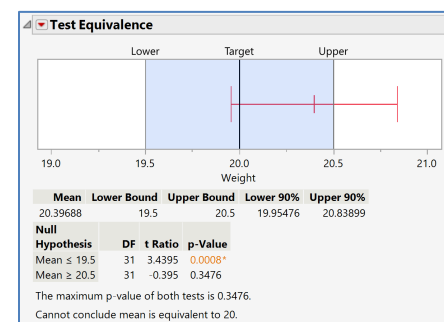 Test Equivalence
Lower Target Upper
19.0 19.5 20.0 20.5 21.0
Weight
Mean Lower Bound Upper Bound Lower 90% Upper 90%
20.39688 19.5 20.5 19.95476 20.83899
Null
Hypothesis DF t Ratio p-Value
Mean ≤ 19.5 31 3.4395 0.0008*
Mean ≥ 20.5 31 -0.395 0.3476
The maximum p-value of both tests is 0.3476.
Cannot conclude mean is equivalent to 20.